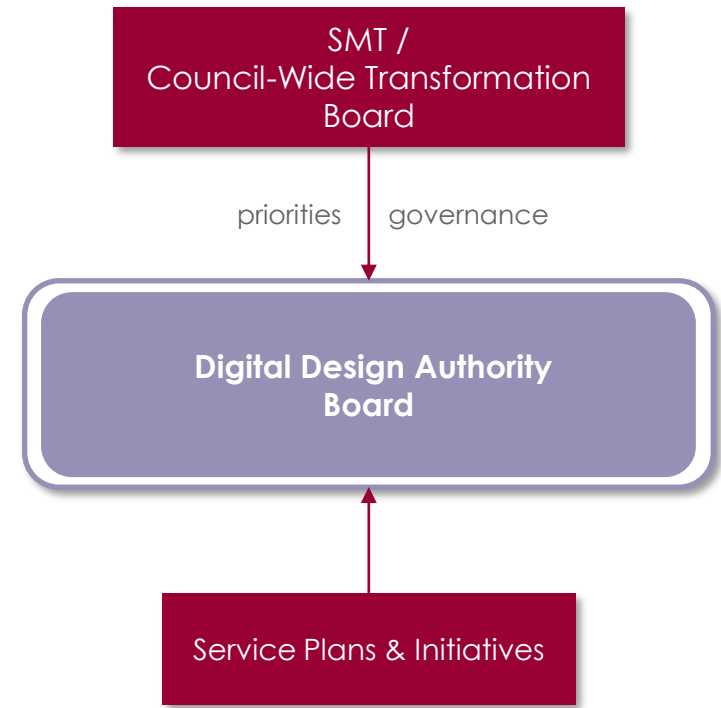 SMT /
Council-Wide Transformation
Board
priorities governance
Digital Design Authority
Board
Service Plans & Initiatives